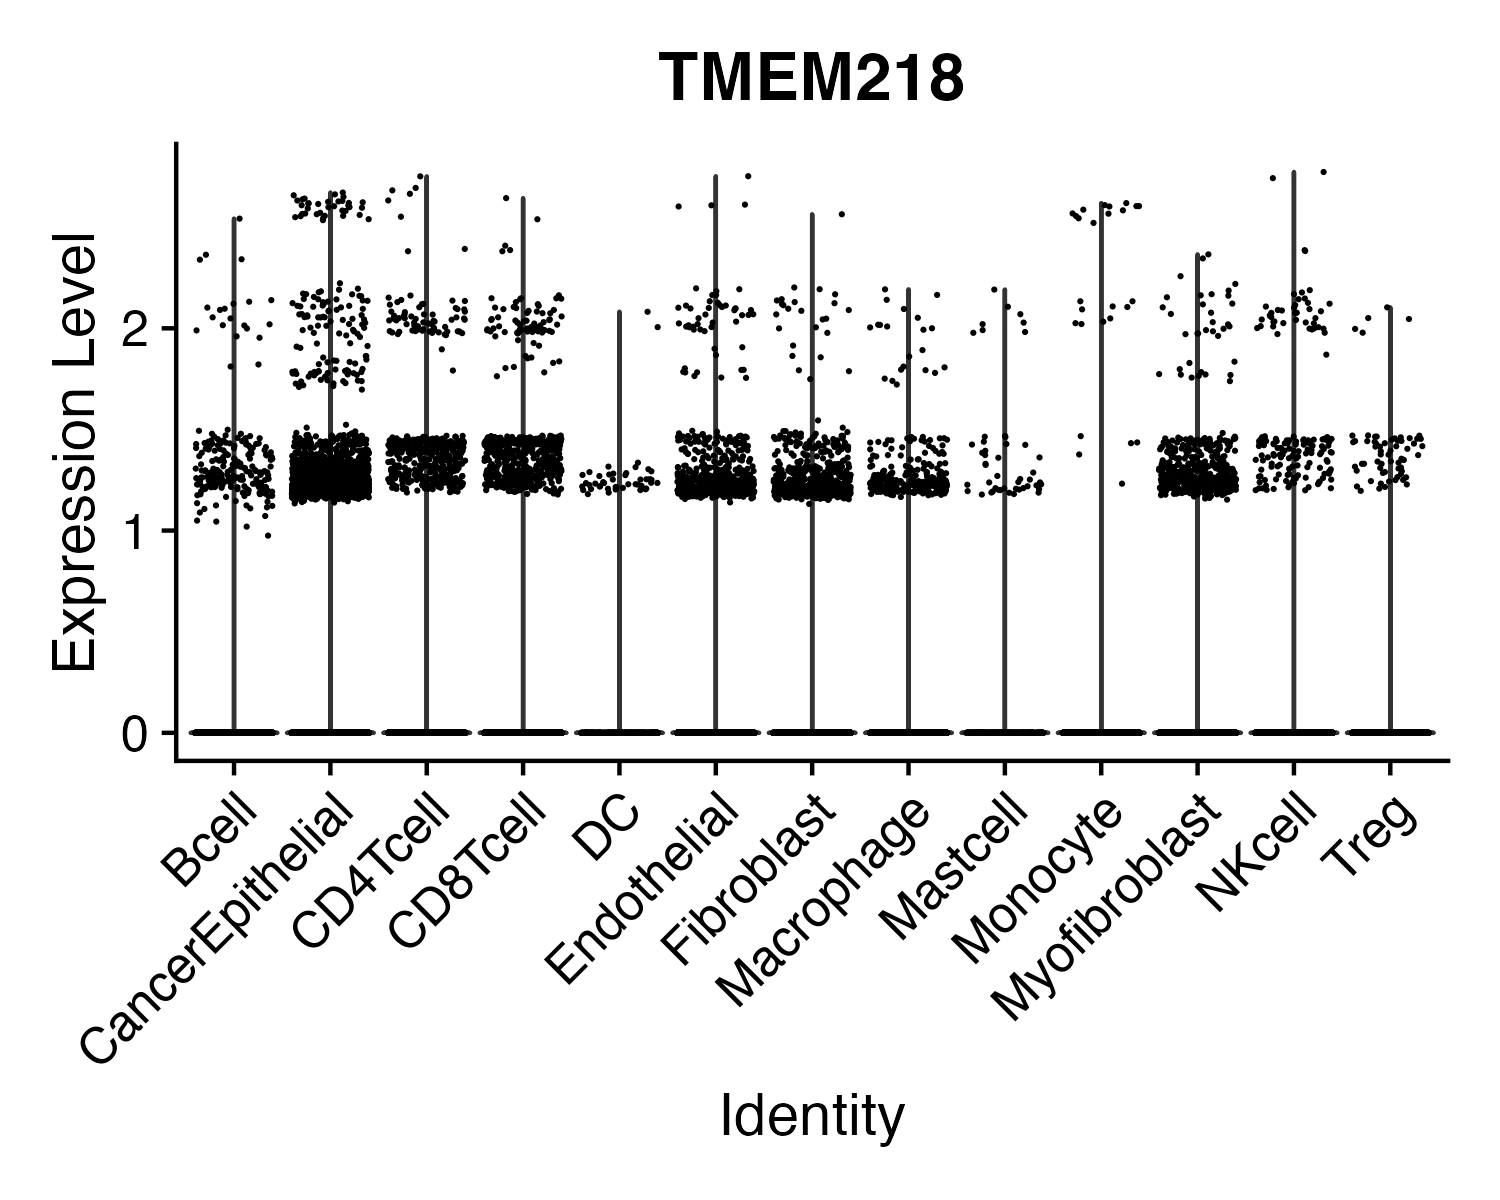 TMEM218
Expression Level
2
1
0
Bcell
CancerEpithelial
CD4Tcell
CD8Tcell
DC
Endothelial
Fibroblast
Macrophage
Mastcell
Monocyte
Myofibroblast
NKcell
Treg
Identity